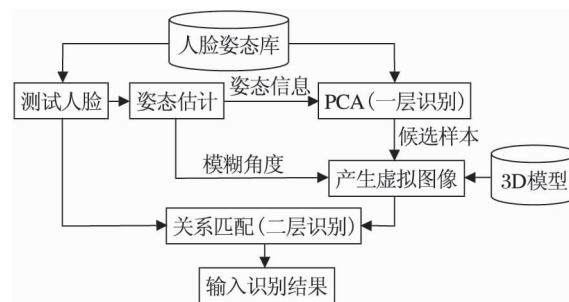 人脸姿态库
测试人脸
姿态估计
姿态信息
PCA(一层识别)
候选样本
模糊角度
产生虚拟图像
3D模型
关系匹配(二层识别)
输入识别结果